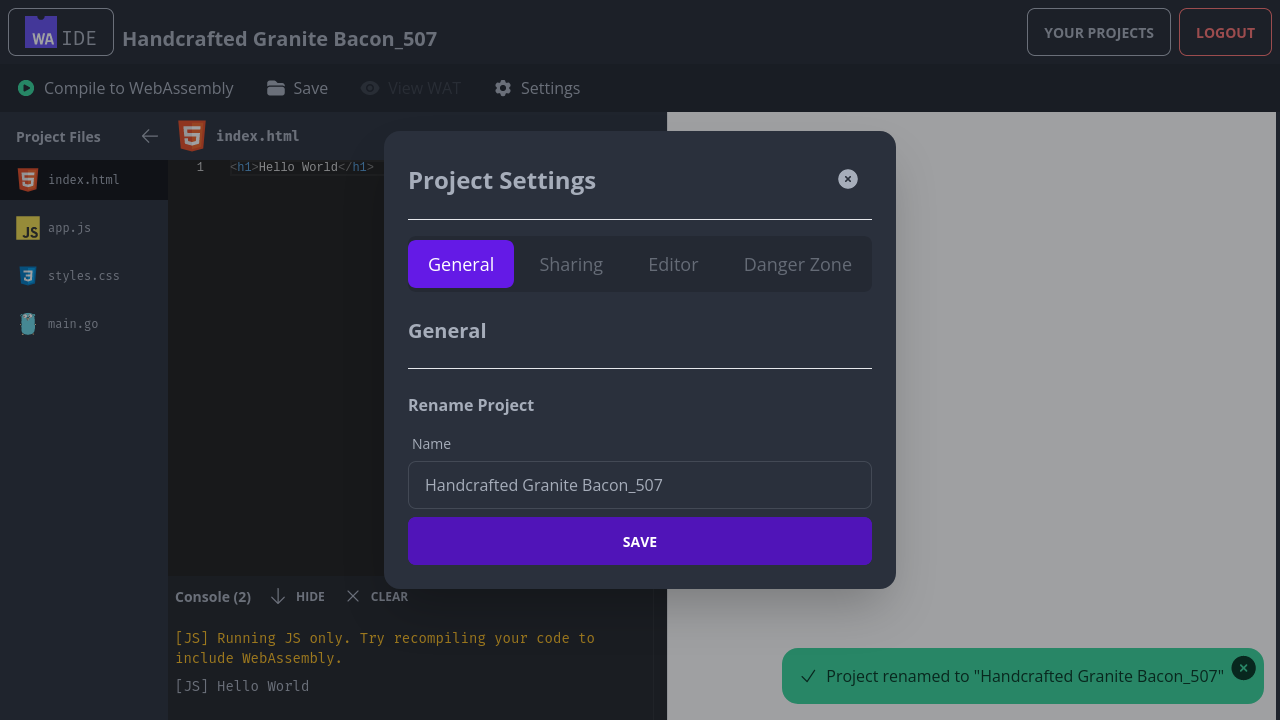 WA IDE
Handcrafted Granite Bacon_507
YOUR PROJECTS
LOGOUT
Compile to WebAssembly
Save
View WAT
Settings
Project Files
index.html
JS app.js
styles.css
main.go
index.html
1 <h1>Hello World</h1>
Project Settings
General
Sharing
Editor
Danger Zone
General
Rename Project
Name
Handcrafted Granite Bacon_507
SAVE
Console (2)
HIDE
CLEAR
[JS] Running JS only. Try recompiling your code to
include WebAssembly.
[JS] Hello World
Project renamed to "Handcrafted Granite Bacon_507"